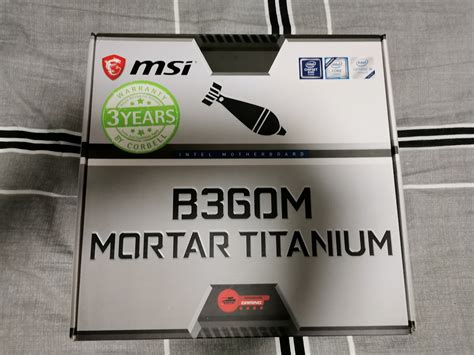 msi
WARRANTY
3 YEARS
BY CORBELL
INTEL MOTHERBOARD
B360M
MORTAR TITANIUM